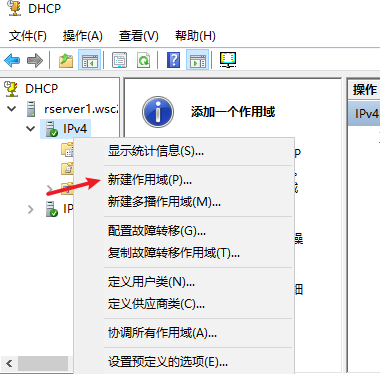 DHCP
文件(F) 操作(A) 查看(V) 帮助(H)
DHCP
rserver1.wsc
IPv4
添加一个作用域
操作
IPv4
显示统计信息(S)...
新建作用域(P)...
新建多播作用域(M)...
配置故障转移(G)...
复制故障转移作用域(T)...
定义用户类(N)...
定义供应商类(C)...
协调所有作用域(A)...
设置预定义的选项(E)...
IP